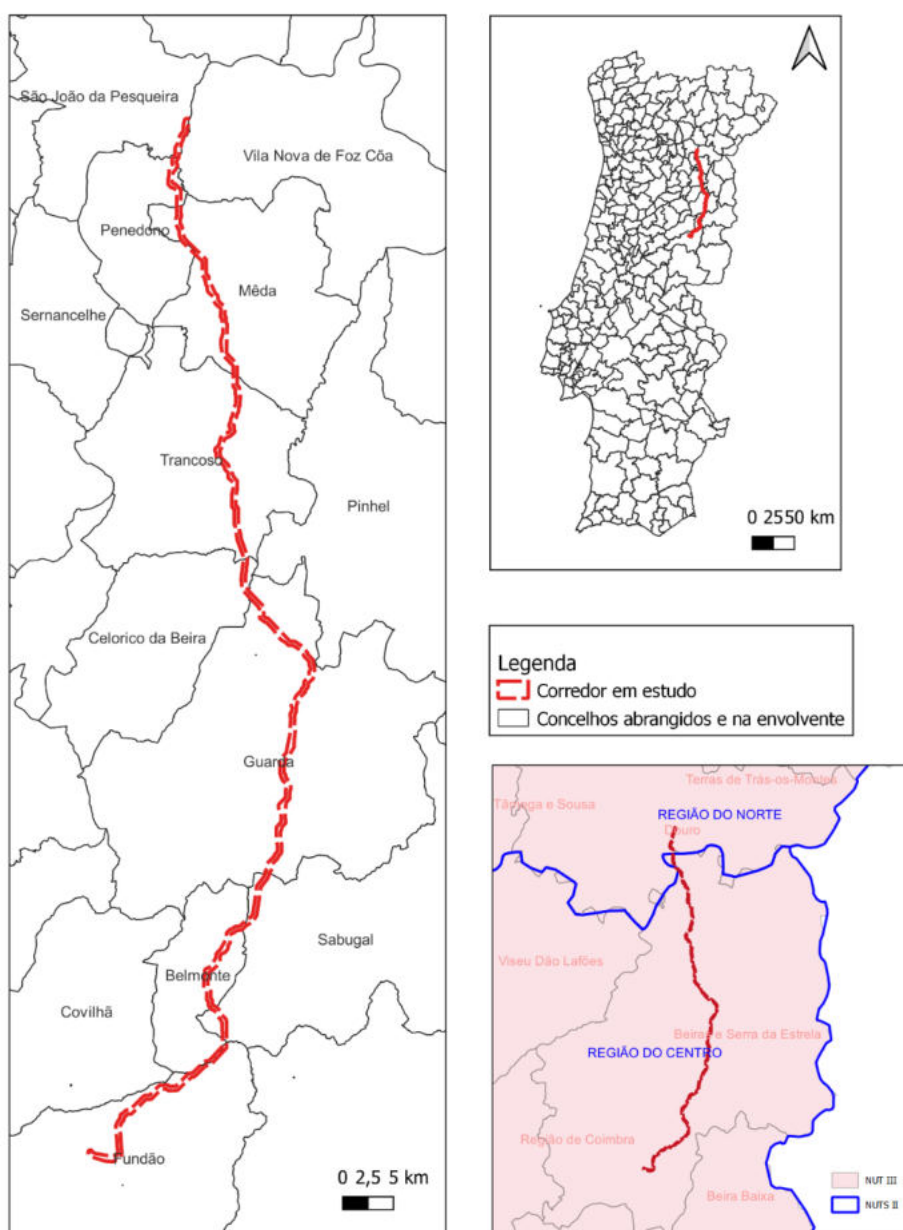 São João da Pesqueira
Vila Nova de Foz Côa
Penedono
Mêda
Sernancelhe
Trancoso
Pinhel
Celorico da Beira
Guarda
Sabugal
Belmonte
Covilhã
Fundão
0 2,5 5 km
0 2550 km
Legenda
Corredor em estudo
Concelhos abrangidos e na envolvente
Terras de Trás-os-Montes
Tâmega e Sousa
REGIÃO DO NORTE
Douro
Viseu Dão Lafões
Beiras e Serra da Estrela
REGIÃO DO CENTRO
Região de Coimbra
Beira Baixa
NUT III
NUTS II